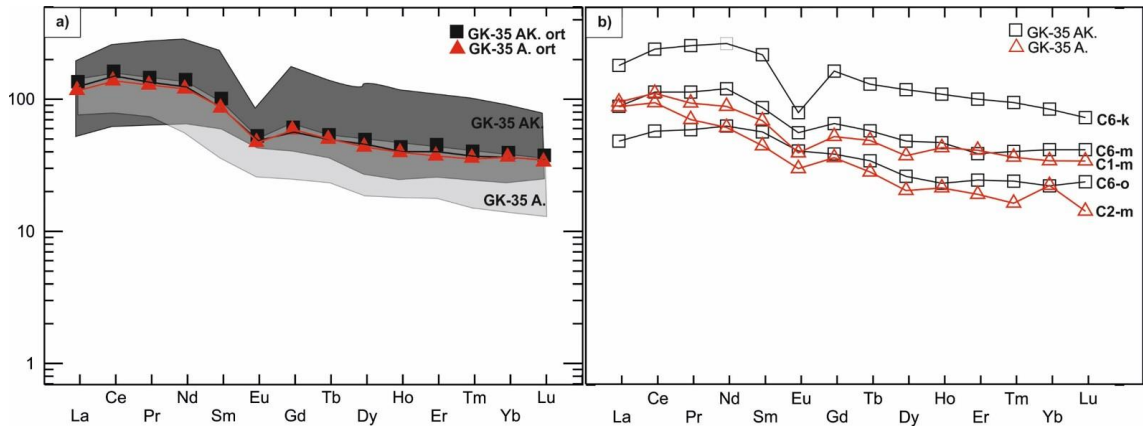 a)
GK-35 AK. ort
GK-35 A. ort
GK-35 AK.
GK-35 A.
100
10
1
La Ce Pr Nd Sm Eu Gd Tb Dy Ho Er Tm Yb Lu
b)
GK-35 AK.
GK-35 A.
C6-k
C6-m
C1-m
C6-o
C2-m
La Ce Pr Nd Sm Eu Gd Tb Dy Ho Er Tm Yb Lu